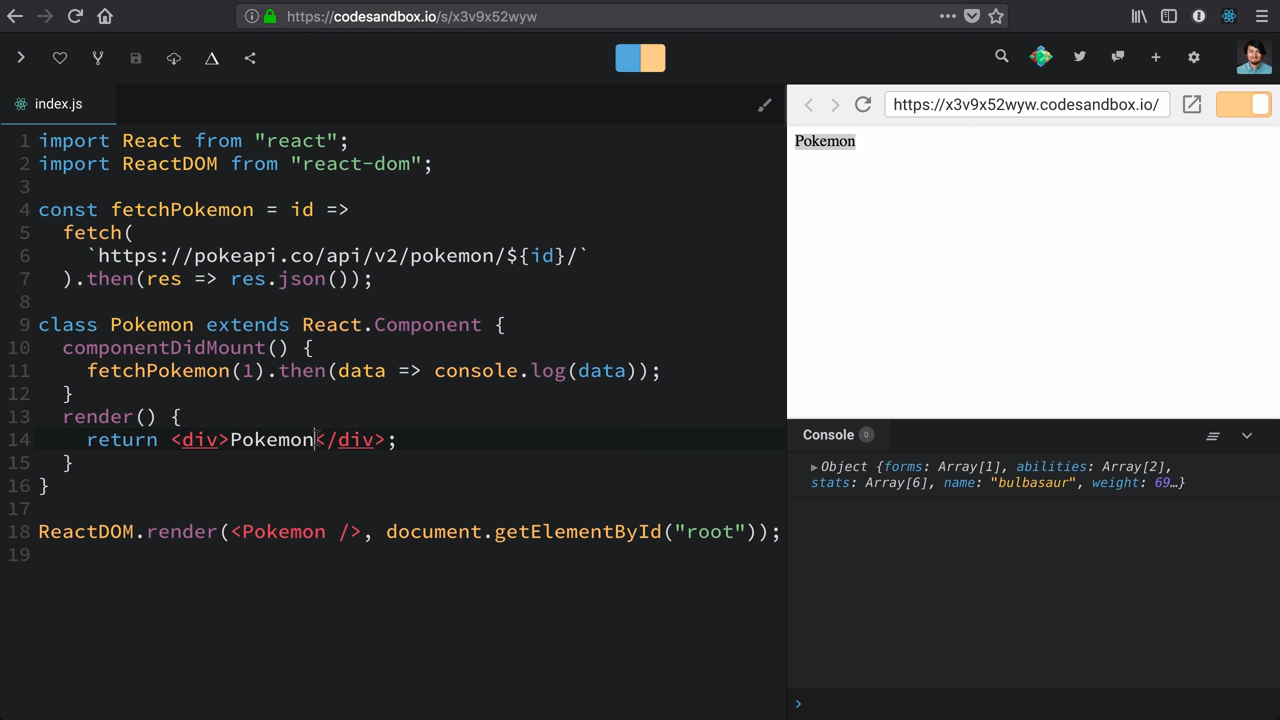 https://codesandbox.io/s/x3v9x52wyw
index.js
https://x3v9x52wyw.codesandbox.io/
1 import React from "react";
2 import ReactDOM from "react-dom";
3
4 const fetchPokemon = id =>
5   fetch(
6     `https://pokeapi.co/api/v2/pokemon/${id}/`
7   ).then(res => res.json());
8
9 class Pokemon extends React.Component {
10   componentDidMount() {
11     fetchPokemon(1).then(data => console.log(data));
12   }
13   render() {
14     return <div>Pokemon</div>;
15   }
16 }
17
18 ReactDOM.render(<Pokemon />, document.getElementById("root"));
19
Pokemon
Console 0
▶Object {forms: Array[1], abilities: Array[2],
stats: Array[6], name: "bulbasaur", weight: 69…}